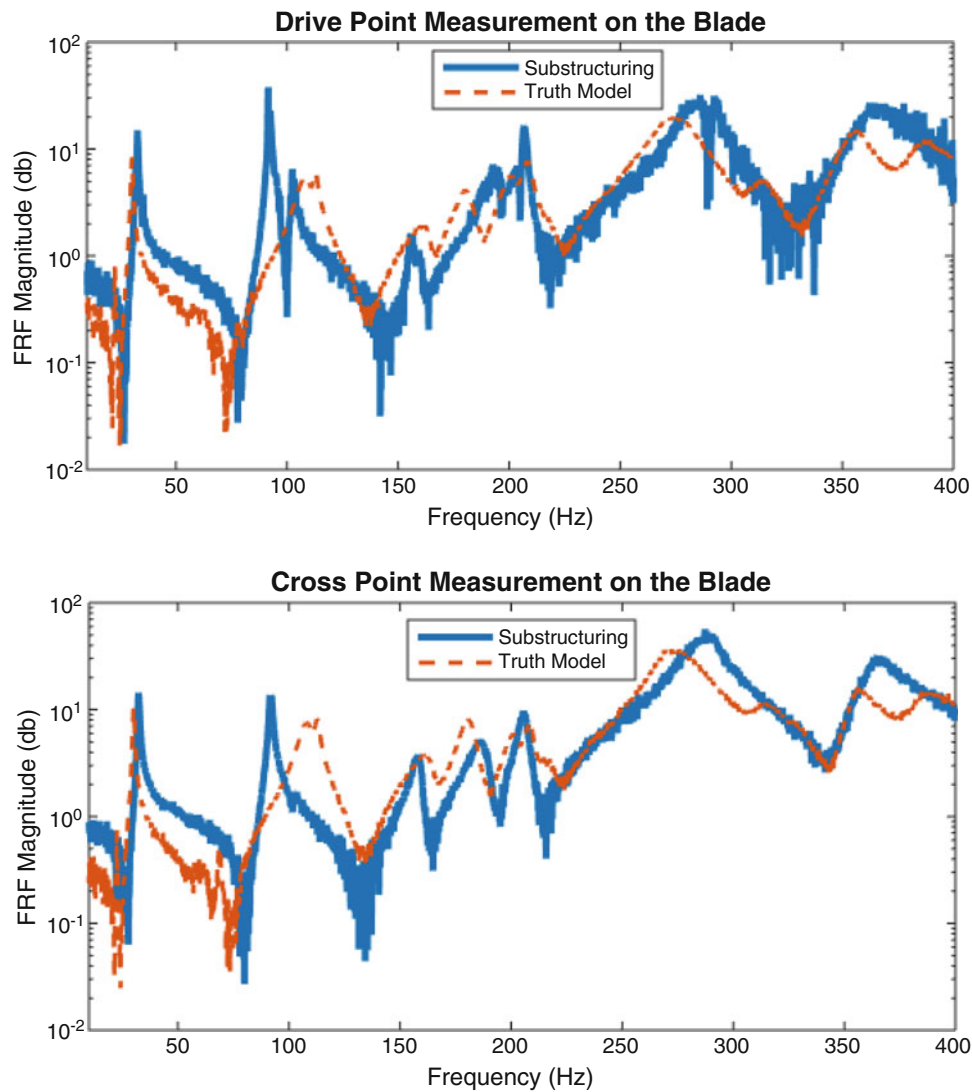 Drive Point Measurement on the Blade
10^2
10^1
10^0
10^-1
10^-2
FRF Magnitude (db)
Substructuring
Truth Model
50 100 150 200 250 300 350 400
Frequency (Hz)
Cross Point Measurement on the Blade
10^2
10^1
10^0
10^-1
10^-2
FRF Magnitude (db)
Substructuring
Truth Model
50 100 150 200 250 300 350 400
Frequency (Hz)